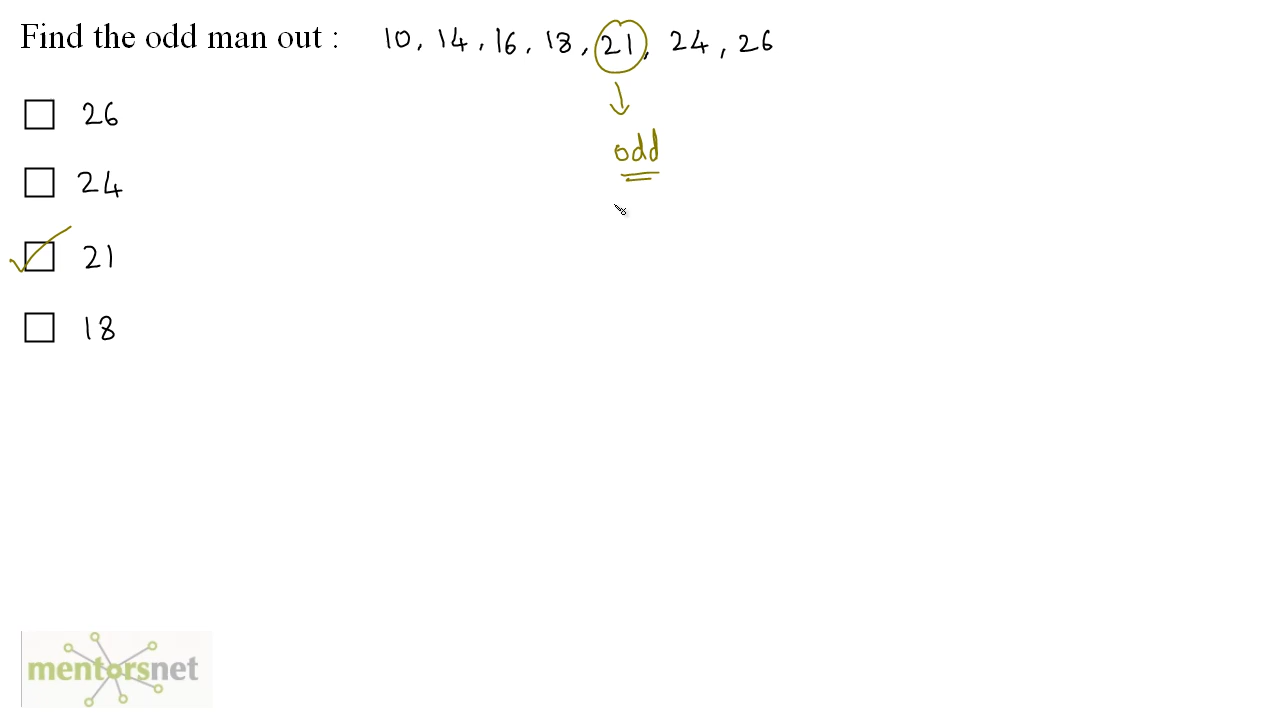 Find the odd man out : 10, 14, 16, 18, 21, 24, 26
odd
26
24
21
18
mentorsnet